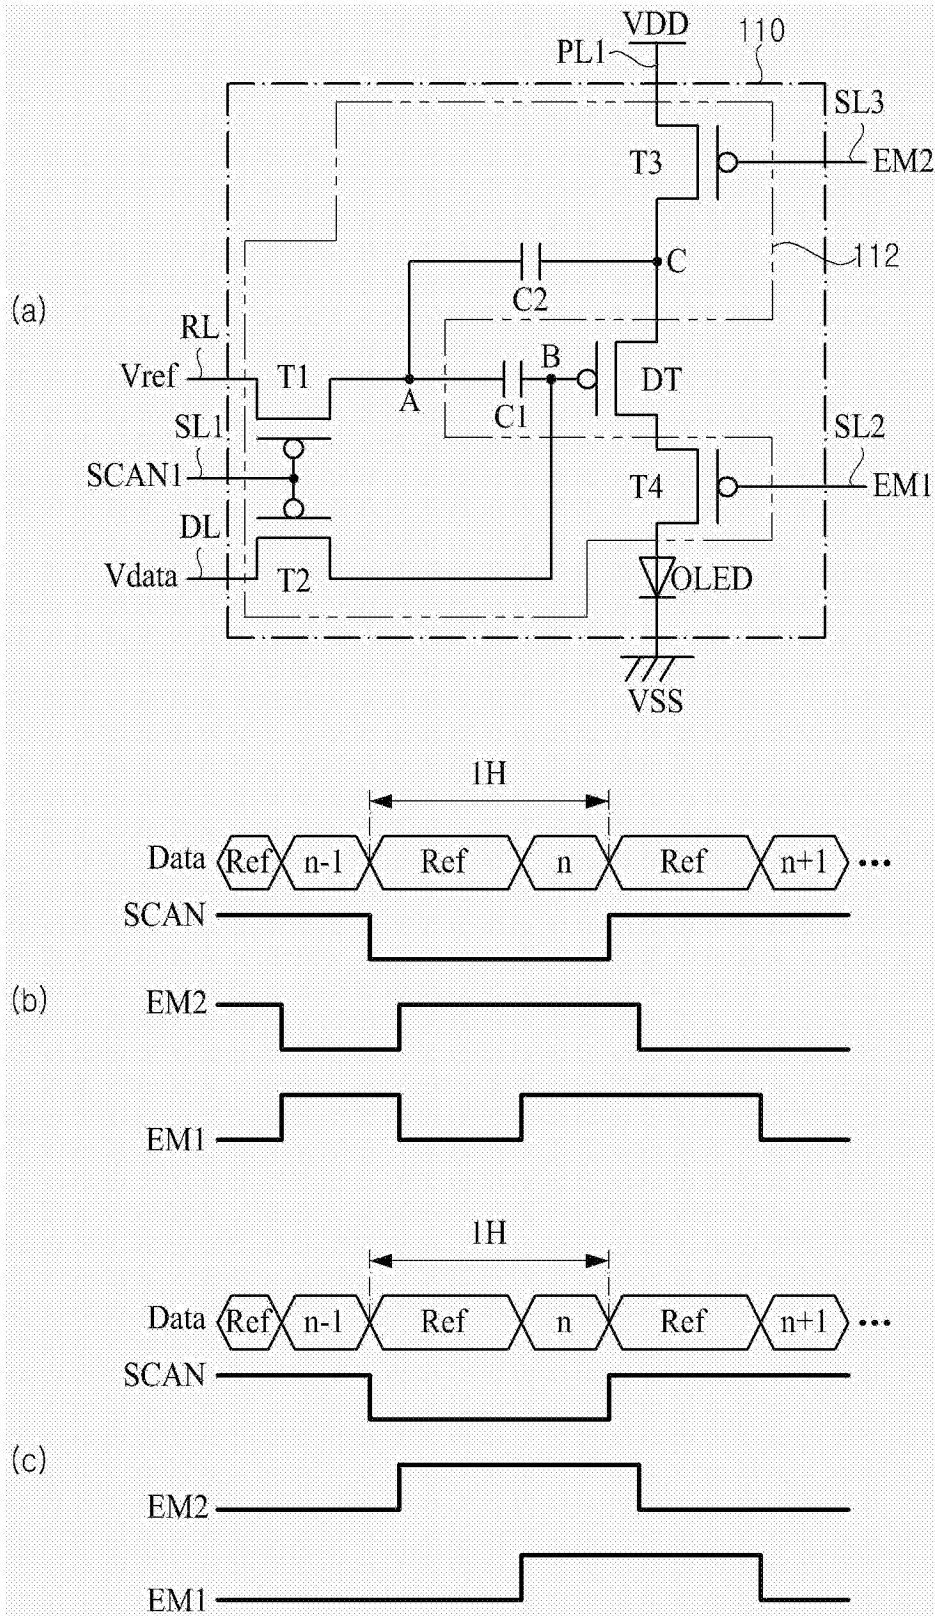 (a)
VDD
110
PL1
SL3
T3
EM2
C
112
C2
RL
B
Vref
T1
A
C1
DT
SL1
SL2
SCAN1
T4
EM1
DL
Vdata
T2
OLED
VSS
(b)
1H
Data Ref n-1 Ref n Ref n+1 •••
SCAN
EM2
EM1
(c)
1H
Data Ref n-1 Ref n Ref n+1 •••
SCAN
EM2
EM1